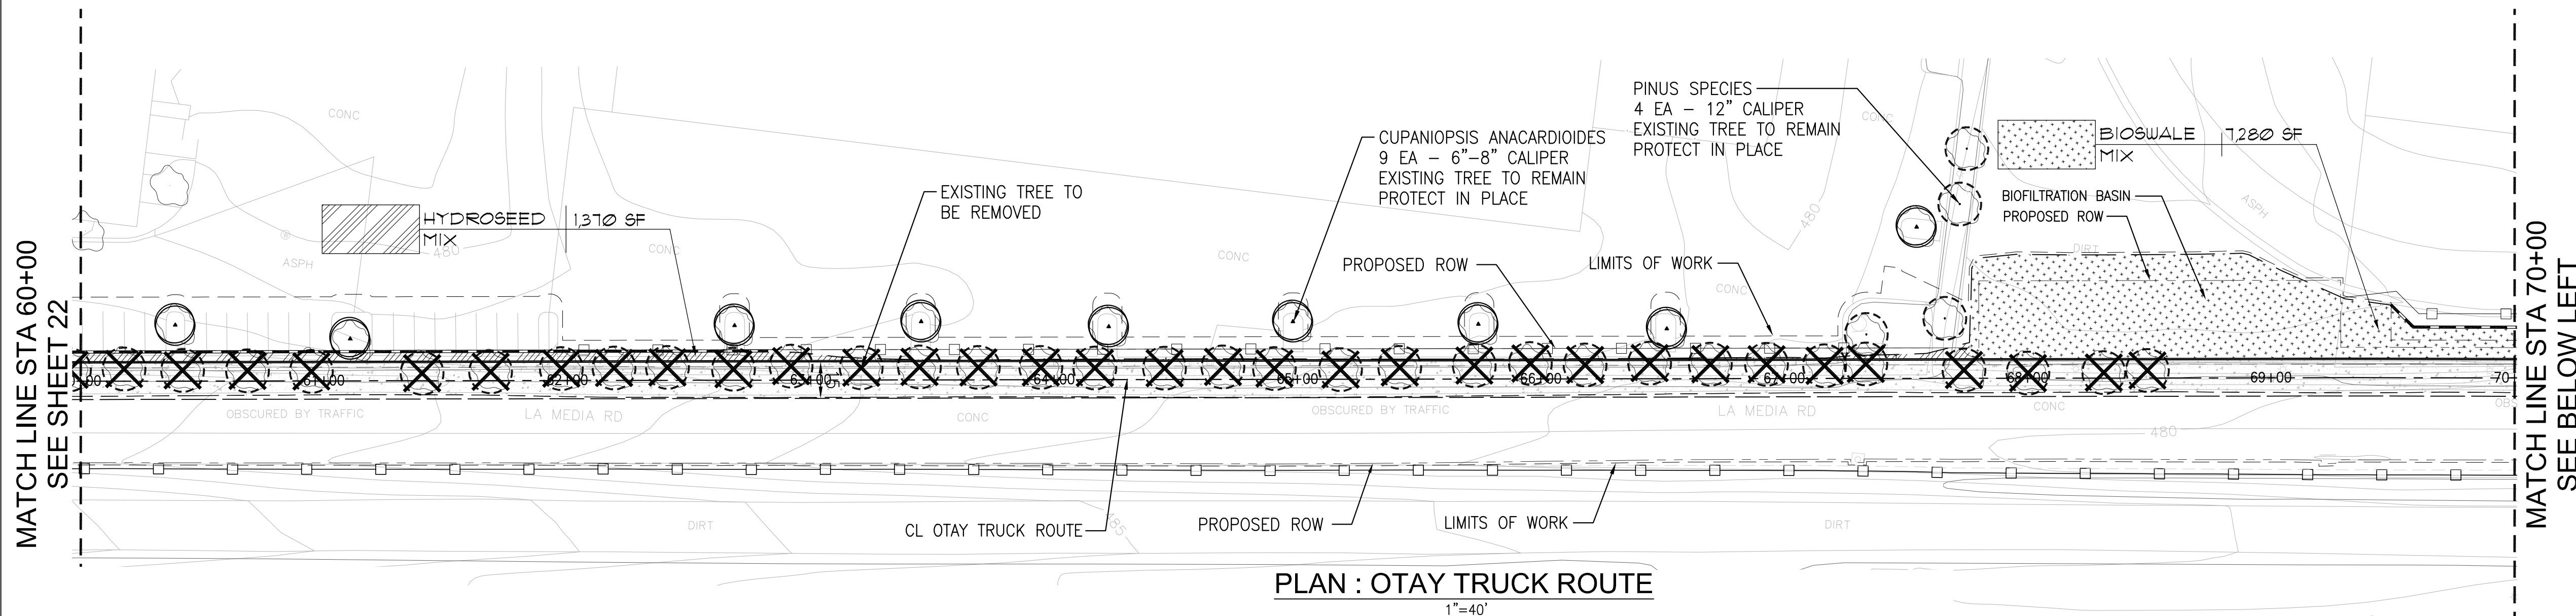 MATCH LINE STA 60+00
SEE SHEET 22
CONC
HYDROSEED 1,370 SF
MIX
®
480
ASPH
EXISTING TREE TO
BE REMOVED
CONC
CUPANIOPSIS ANACARDIOIDES
9 EA - 6"-8" CALIPER
EXISTING TREE TO REMAIN
PROTECT IN PLACE
PINUS SPECIES
4 EA - 12" CALIPER
EXISTING TREE TO REMAIN
PROTECT IN PLACE
CONC
BIOSWALE 7,280 SF
MIX
BIOFILTRATION BASIN
PROPOSED ROW
ASPH
480
DIRT
CONC
PROPOSED ROW
LIMITS OF WORK
CONC
61+00
62+00
63+00
64+00
65+00
66+00
67+00
68+00
69+00
70
OBSCURED BY TRAFFIC
LA MEDIA RD
CONC
OBSCURED BY TRAFFIC
LA MEDIA RD
CONC
480
DIRT
CL OTAY TRUCK ROUTE
485
PROPOSED ROW
LIMITS OF WORK
DIRT
PLAN : OTAY TRUCK ROUTE
1"=40'
MATCH LINE STA 70+00
SEE BELOW LEFT